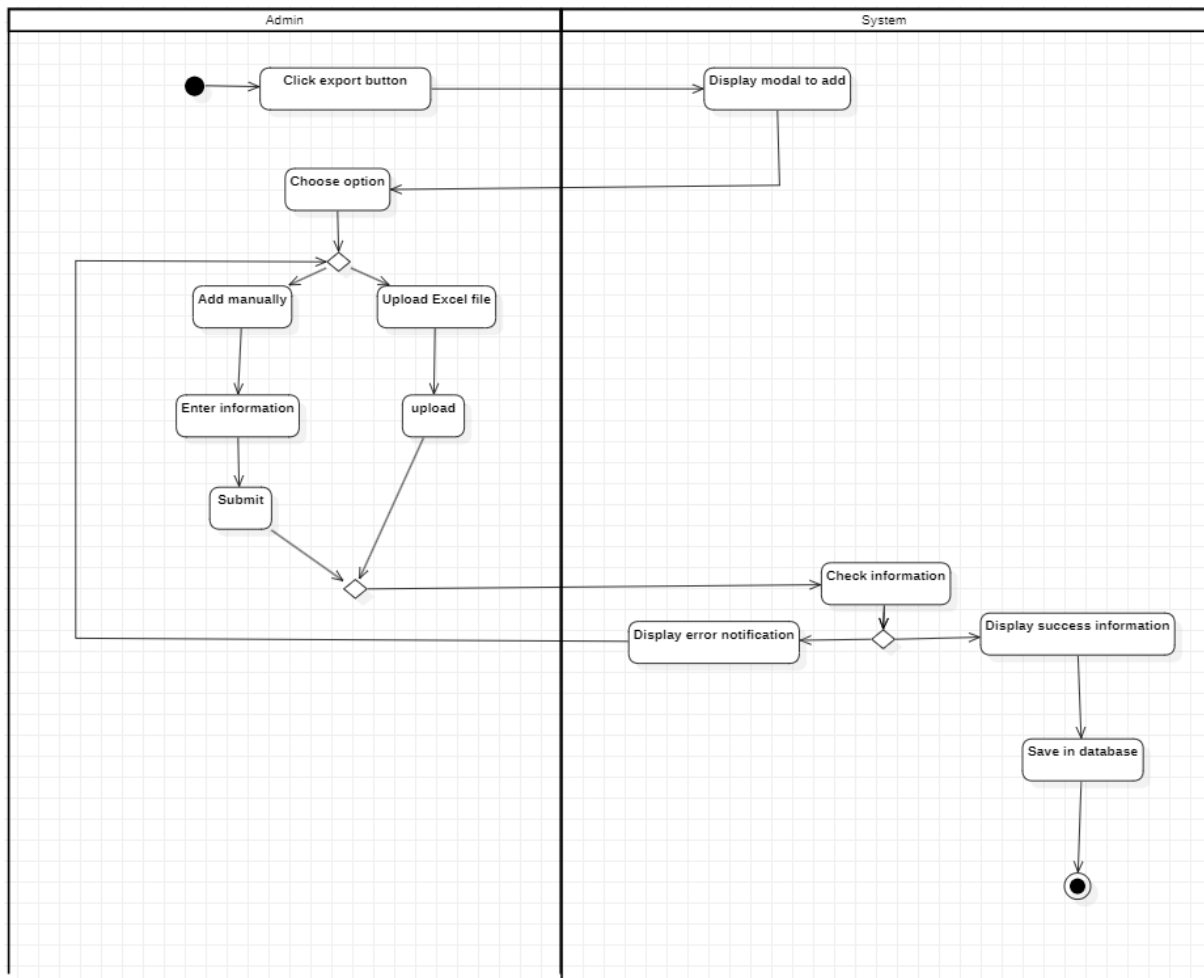 Admin
System
Click export button
Display modal to add
Choose option
Add manually
Upload Excel file
Enter information
upload
Submit
Check information
Display error notification
Display success information
Save in database